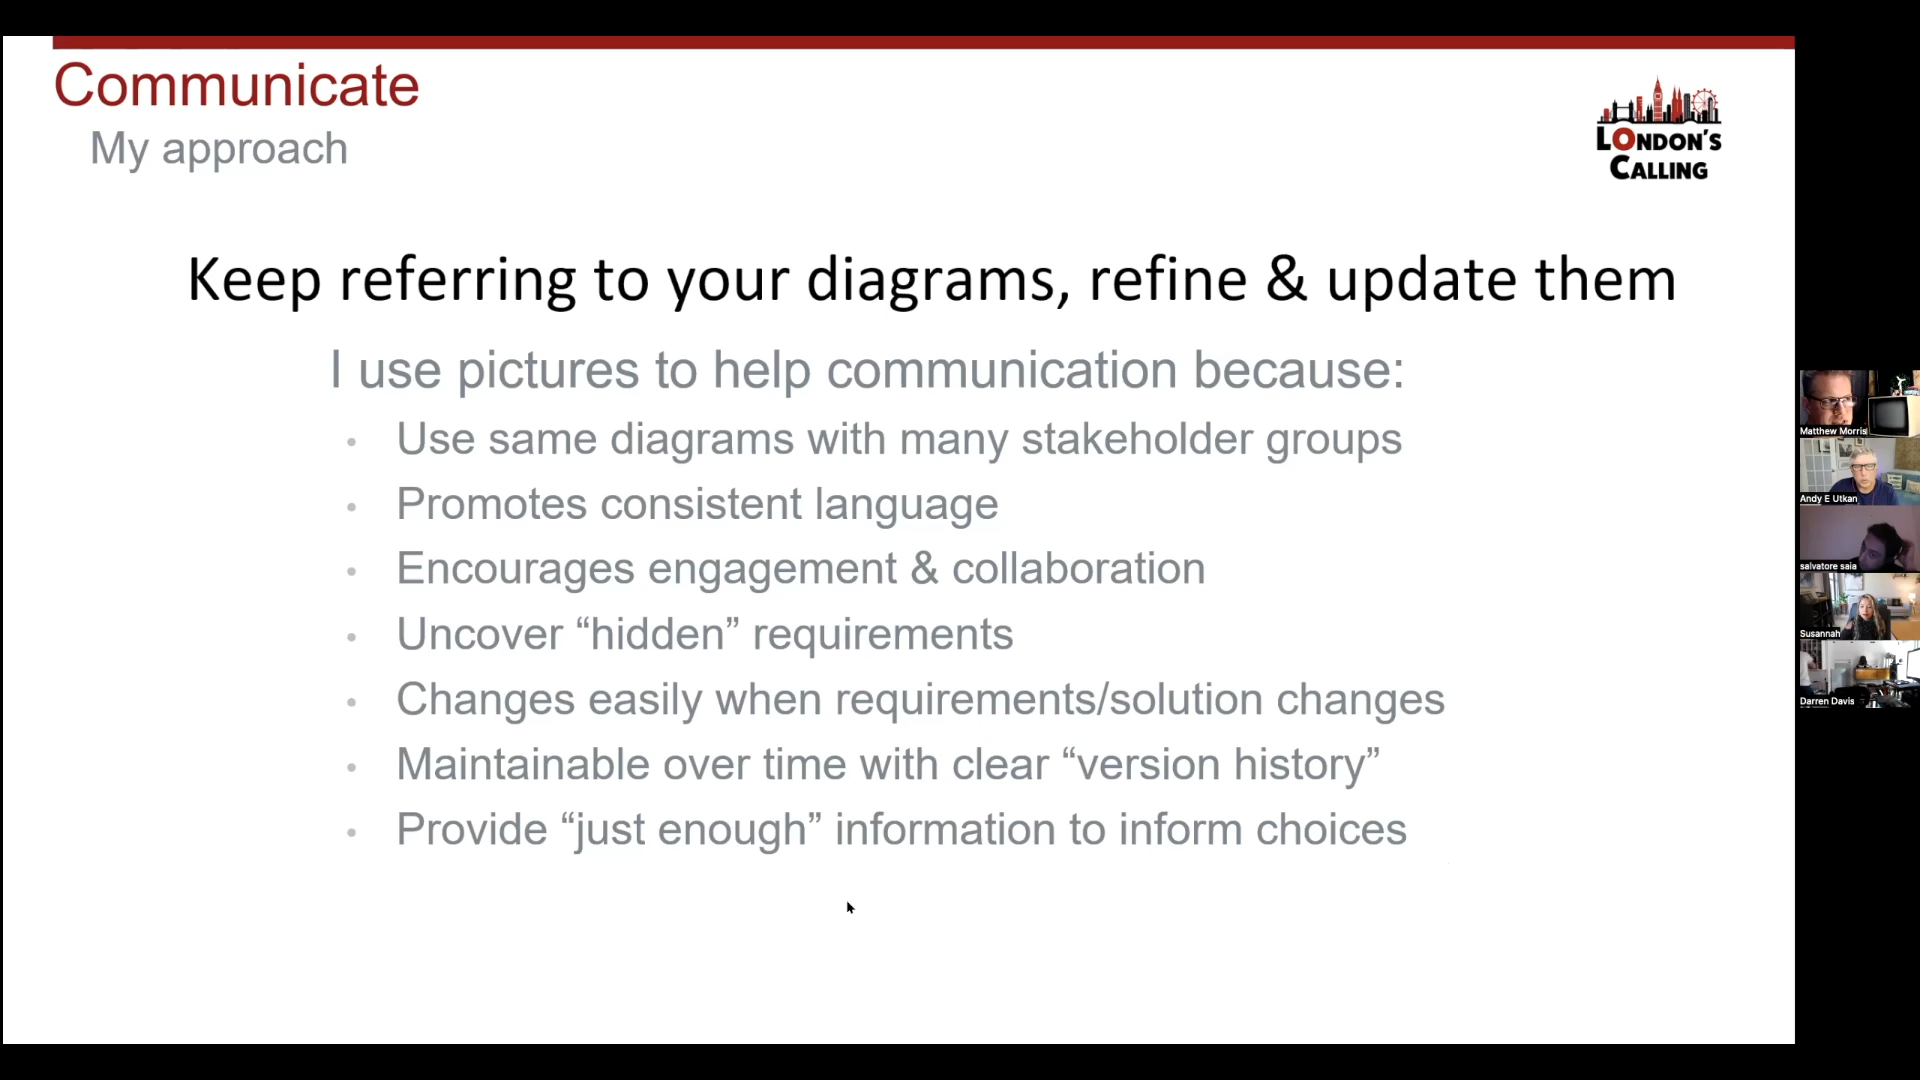 Communicate
My approach
LONDON'S
CALLING
Keep referring to your diagrams, refine & update them
I use pictures to help communication because:
• Use same diagrams with many stakeholder groups
• Promotes consistent language
• Encourages engagement & collaboration
• Uncover “hidden” requirements
• Changes easily when requirements/solution changes
• Maintainable over time with clear “version history”
• Provide “just enough” information to inform choices
Matthew Morris
Andy E Utkan
salvatore saia
Susannah
Darren Davis